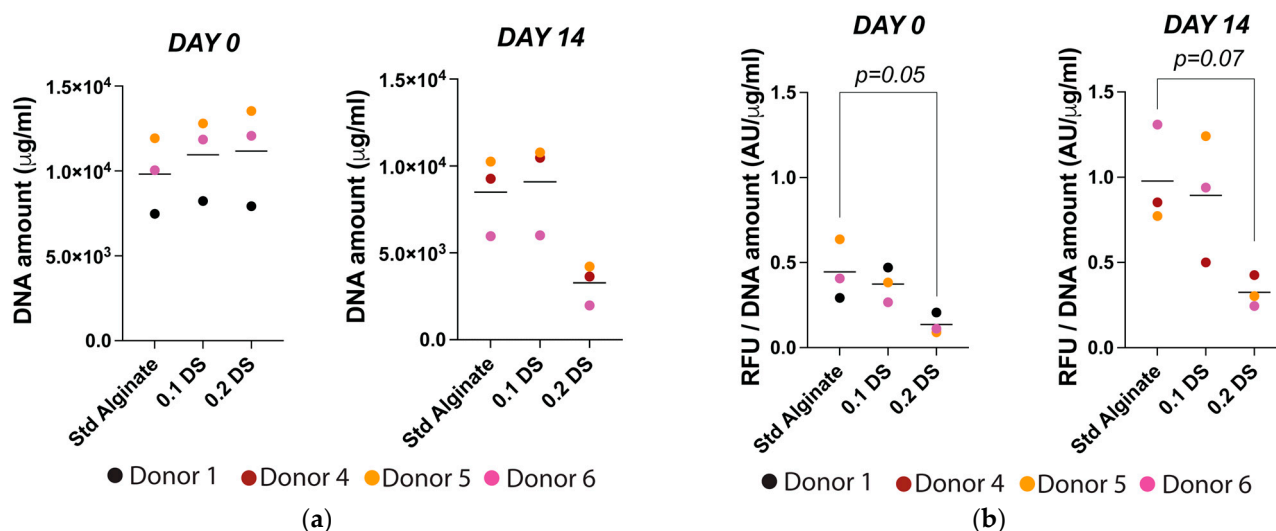 DAY 0
DNA amount (μg/ml)
1.5×10⁴
1.0×10⁴
5.0×10³
0.0
Std Alginate
0.1 DS
0.2 DS
DAY 14
DNA amount (μg/ml)
1.5×10⁴
1.0×10⁴
5.0×10³
0.0
Std Alginate
0.1 DS
0.2 DS
Donor 1 Donor 4 Donor 5 Donor 6
(a)
DAY 0
p=0.05
RFU / DNA amount (AU/μg/ml)
1.5
1.0
0.5
0.0
Std Alginate
0.1 DS
0.2 DS
DAY 14
p=0.07
RFU / DNA amount (AU/μg/ml)
1.5
1.0
0.5
0.0
Std Alginate
0.1 DS
0.2 DS
Donor 1 Donor 4 Donor 5 Donor 6
(b)